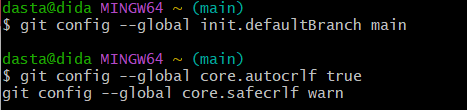 dasta@dida MINGW64 ~ (main)
$ git config --global init.defaultBranch main
dasta@dida MINGW64 ~ (main)
$ git config --global core.autocrlf true
git config --global core.safecrlf warn